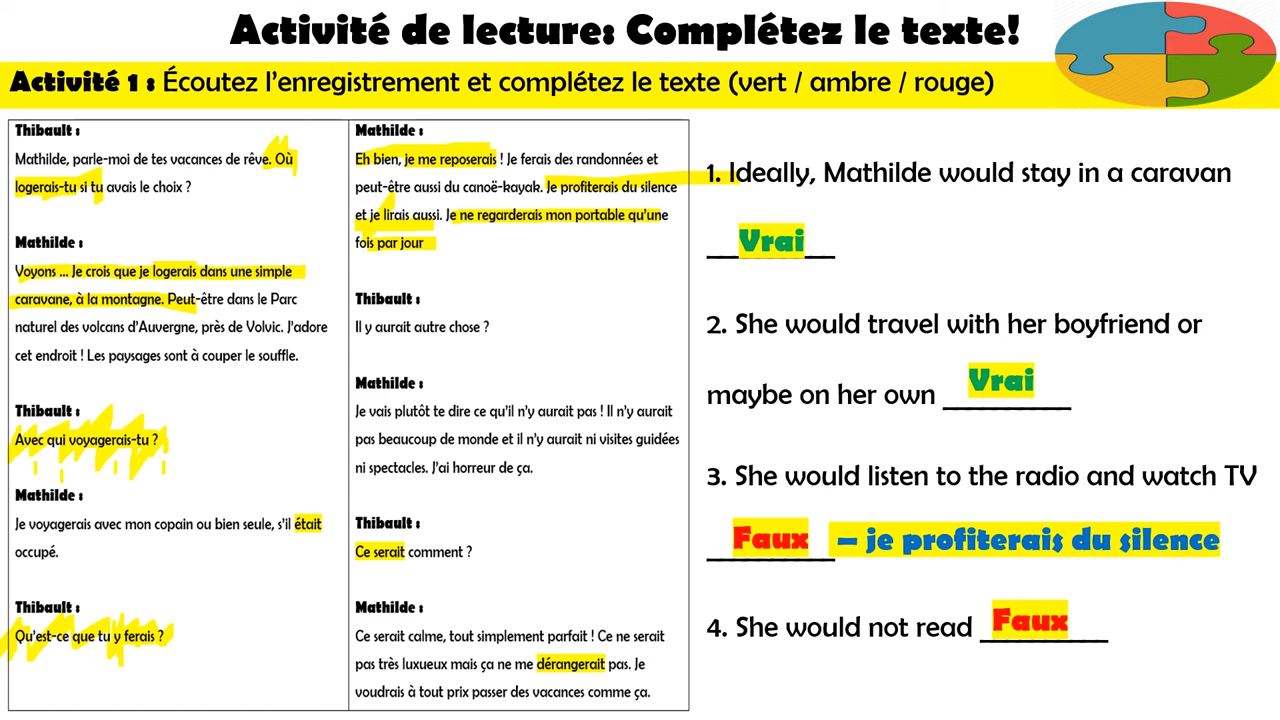 Activité de lecture: Complétez le texte!
Activité 1 : Écoutez l'enregistrement et complétez le texte (vert / ambre / rouge)
Thibault :
Mathilde, parle-moi de tes vacances de rêve. Où
logerais-tu si tu avais le choix ?
Mathilde :
Voyons ... Je crois que je logerais dans une simple
caravane, à la montagne. Peut-être dans le Parc
naturel des volcans d'Auvergne, près de Volvic. J'adore
cet endroit ! Les paysages sont à couper le souffle.
Thibault :
Avec qui voyagerais-tu ?
Mathilde :
Je voyagerais avec mon copain ou bien seule, s'il était
occupé.
Thibault :
Qu'est-ce que tu y ferais ?
Mathilde :
Eh bien, je me reposerais ! Je ferais des randonnées et
peut-être aussi du canoë-kayak. Je profiterais du silence
et je lirais aussi. Je ne regarderais mon portable qu'une
fois par jour
Thibault :
Il y aurait autre chose ?
Mathilde :
Je vais plutôt te dire ce qu'il n'y aurait pas ! Il n'y aurait
pas beaucoup de monde et il n'y aurait ni visites guidées
ni spectacles. J'ai horreur de ça.
Thibault :
Ce serait comment ?
Mathilde :
Ce serait calme, tout simplement parfait ! Ce ne serait
pas très luxueux mais ça ne me dérangerait pas. Je
voudrais à tout prix passer des vacances comme ça.
1. Ideally, Mathilde would stay in a caravan
Vrai
2. She would travel with her boyfriend or
maybe on her own Vrai
3. She would listen to the radio and watch TV
Faux – je profiterais du silence
4. She would not read Faux